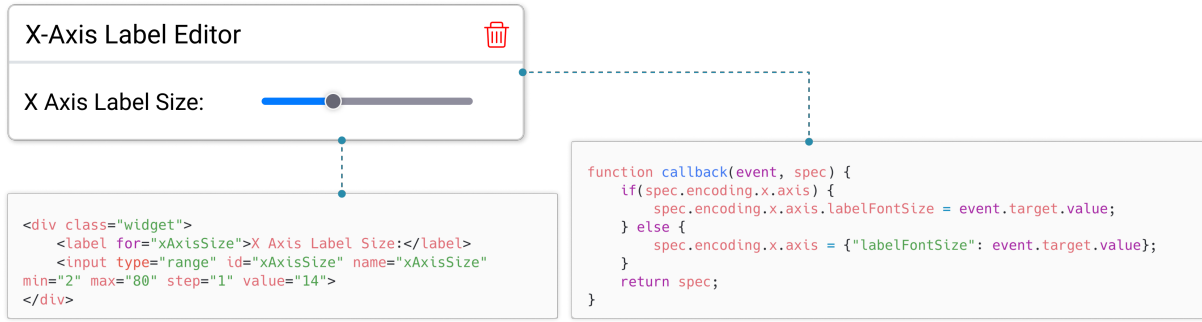 X-Axis Label Editor
X Axis Label Size:
<div class="widget">
    <label for="xAxisSize">X Axis Label Size:</label>
    <input type="range" id="xAxisSize" name="xAxisSize"
min="2" max="80" step="1" value="14">
</div>
function callback(event, spec) {
    if(spec.encoding.x.axis) {
        spec.encoding.x.axis.labelFontSize = event.target.value;
    } else {
        spec.encoding.x.axis = {"labelFontSize": event.target.value};
    }
    return spec;
}